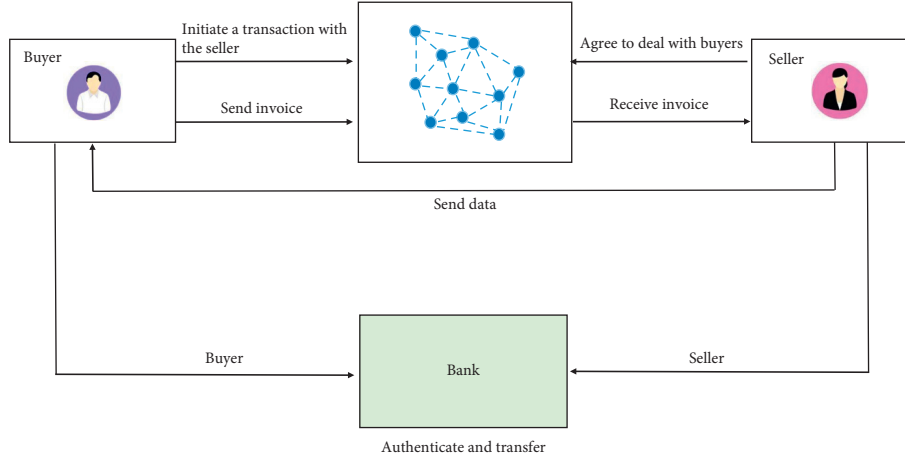 Initiate a transaction with
the seller
Buyer
Agree to deal with buyers
Seller
Send invoice
Receive invoice
Send data
Buyer
Seller
Bank
Authenticate and transfer